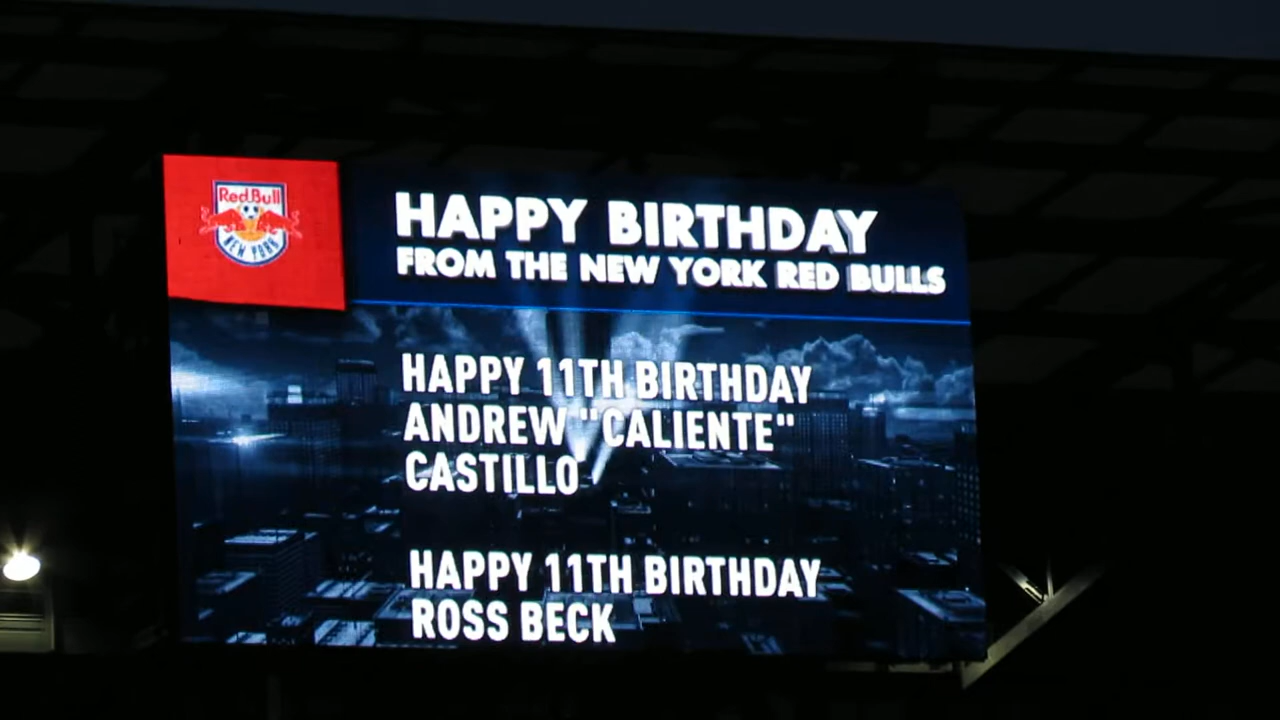 Red Bull
NEW YORK
HAPPY BIRTHDAY
FROM THE NEW YORK RED BULLS
HAPPY 11TH BIRTHDAY
ANDREW "CALIENTE"
CASTILLO
HAPPY 11TH BIRTHDAY
ROSS BECK